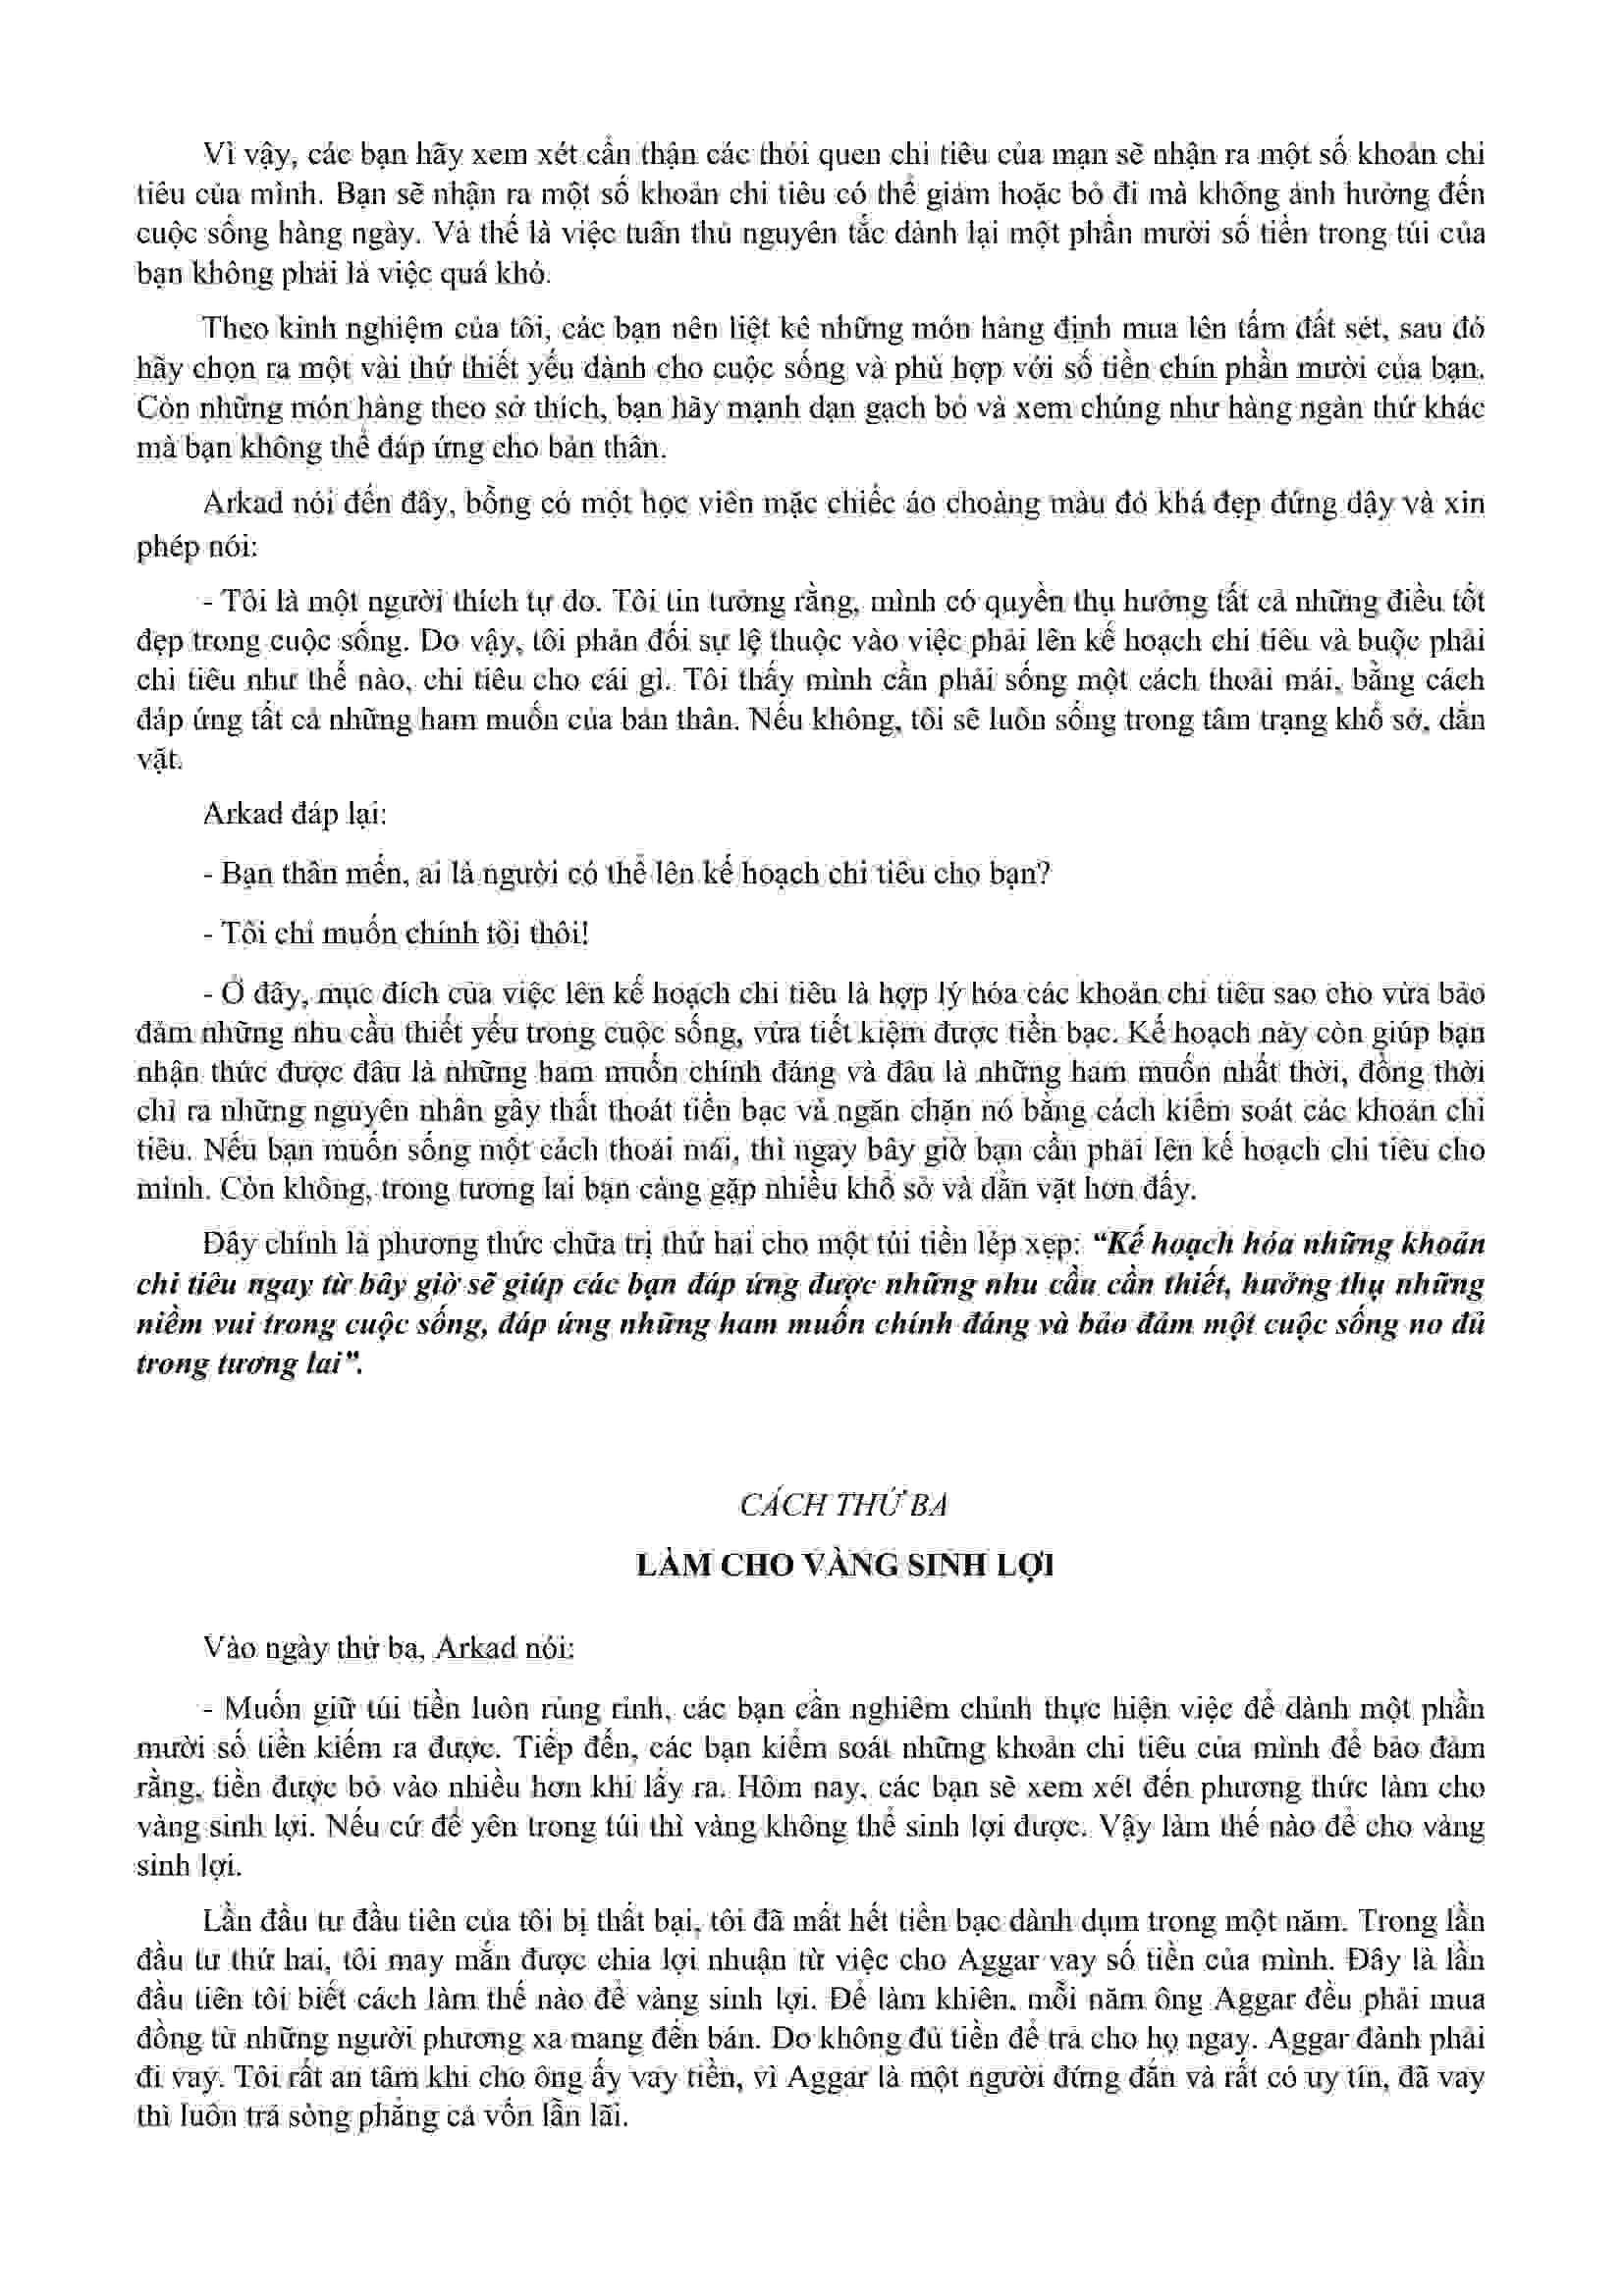 Vì vậy, các bạn hãy xem xét cẩn thận các thói quen chi tiêu của mạn sẽ nhận ra một số khoản chi
tiêu của mình. Bạn sẽ nhận ra một số khoản chi tiêu có thể giảm hoặc bỏ đi mà không ảnh hưởng đến
cuộc sống hàng ngày. Và thế là việc tuân thủ nguyên tắc dành lại một phần mười số tiền trong túi của
bạn không phải là việc quá khó.
Theo kinh nghiệm của tôi, các bạn nên liệt kê những món hàng định mua lên tấm đất sét, sau đó
hãy chọn ra một vài thứ thiết yếu dành cho cuộc sống và phù hợp với số tiền chín phần mười của bạn.
Còn những món hàng theo sở thích, bạn hãy mạnh dạn gạch bỏ và xem chúng như hàng ngàn thứ khác
mà bạn không thể đáp ứng cho bản thân.
Arkad nói đến đây, bỗng có một học viên mặc chiếc áo choàng màu đỏ khá đẹp đứng dậy và xin
phép nói:
- Tôi là một người thích tự do. Tôi tin tưởng rằng, mình có quyền thụ hưởng tất cả những điều tốt
đẹp trong cuộc sống. Do vậy, tôi phản đối sự lệ thuộc vào việc phải lên kế hoạch chi tiêu và buộc phải
chi tiêu như thế nào, chi tiêu cho cái gì. Tôi thấy mình cần phải sống một cách thoải mái, bằng cách
đáp ứng tất cả những ham muốn của bản thân. Nếu không, tôi sẽ luôn sống trong tâm trạng khổ sở, dằn
vặt.
Arkad đáp lại:
- Bạn thân mến, ai là người có thể lên kế hoạch chi tiêu cho bạn?
- Tôi chỉ muốn chính tôi thôi!
- Ở đây, mục đích của việc lên kế hoạch chi tiêu là hợp lý hóa các khoản chi tiêu sao cho vừa bảo
đảm những nhu cầu thiết yếu trong cuộc sống, vừa tiết kiệm được tiền bạc. Kế hoạch này còn giúp bạn
nhận thức được đâu là những ham muốn chính đáng và đâu là những ham muốn nhất thời, đồng thời
chỉ ra những nguyên nhân gây thất thoát tiền bạc và ngăn chặn nó bằng cách kiểm soát các khoản chi
tiêu. Nếu bạn muốn sống một cách thoải mái, thì ngay bây giờ bạn cần phải lên kế hoạch chi tiêu cho
mình. Còn không, trong tương lai bạn càng gặp nhiều khổ sở và dằn vặt hơn đấy.
Đây chính là phương thức chữa trị thứ hai cho một túi tiền lép xẹp: “Kế hoạch hóa những khoản
chi tiêu ngay từ bây giờ sẽ giúp các bạn đáp ứng được những nhu cầu cần thiết, hưởng thụ những
niềm vui trong cuộc sống, đáp ứng những ham muốn chính đáng và bảo đảm một cuộc sống no đủ
trong tương lai”.
CÁCH THỨ BA
LÀM CHO VÀNG SINH LỢI
Vào ngày thứ ba, Arkad nói:
- Muốn giữ túi tiền luôn rủng rỉnh, các bạn cần nghiêm chỉnh thực hiện việc để dành một phần
mười số tiền kiếm ra được. Tiếp đến, các bạn kiểm soát những khoản chi tiêu của mình để bảo đảm
rằng, tiền được bỏ vào nhiều hơn khi lấy ra. Hôm nay, các bạn sẽ xem xét đến phương thức làm cho
vàng sinh lợi. Nếu cứ để yên trong túi thì vàng không thể sinh lợi được. Vậy làm thế nào để cho vàng
sinh lợi.
Lần đầu tư đầu tiên của tôi bị thất bại, tôi đã mất hết tiền bạc dành dụm trong một năm. Trong lần
đầu tư thứ hai, tôi may mắn được chia lợi nhuận từ việc cho Aggar vay số tiền của mình. Đây là lần
đầu tiên tôi biết cách làm thế nào để vàng sinh lợi. Để làm khiên, mỗi năm ông Aggar đều phải mua
đồng từ những người phương xa mang đến bán. Do không đủ tiền để trả cho họ ngay. Aggar đành phải
đi vay. Tôi rất an tâm khi cho ông ấy vay tiền, vì Aggar là một người đứng đắn và rất có uy tín, đã vay
thì luôn trả sòng phẳng cả vốn lẫn lãi.